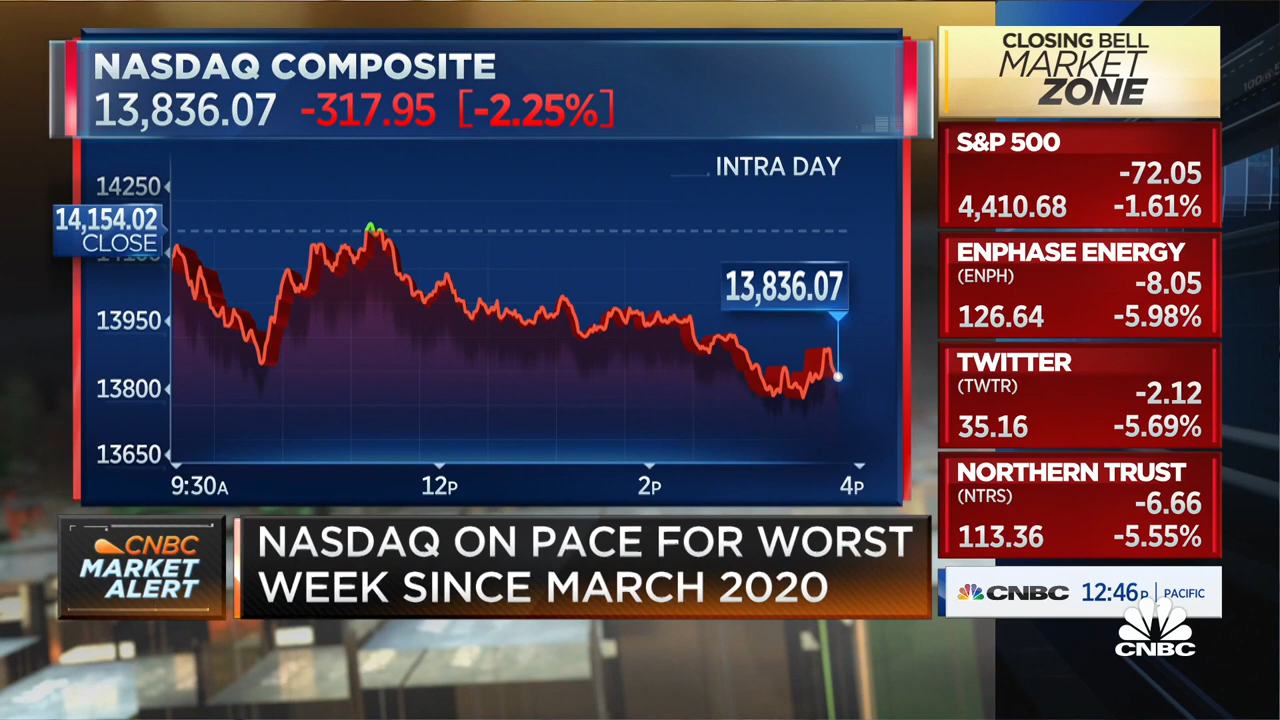 NASDAQ COMPOSITE
13,836.07 -317.95 [-2.25%]
INTRA DAY
14250
14,154.02
CLOSE
13,836.07
13950
13800
13650
9:30A 12P 2P 4P
CNBC
MARKET
ALERT
NASDAQ ON PACE FOR WORST
WEEK SINCE MARCH 2020
CLOSING BELL
MARKET
ZONE
S&P 500
-72.05
4,410.68 -1.61%
ENPHASE ENERGY
(ENPH) -8.05
126.64 -5.98%
TWITTER
(TWTR) -2.12
35.16 -5.69%
NORTHERN TRUST
(NTRS) -6.66
113.36 -5.55%
CNBC 12:46P PACIFIC
CNBC